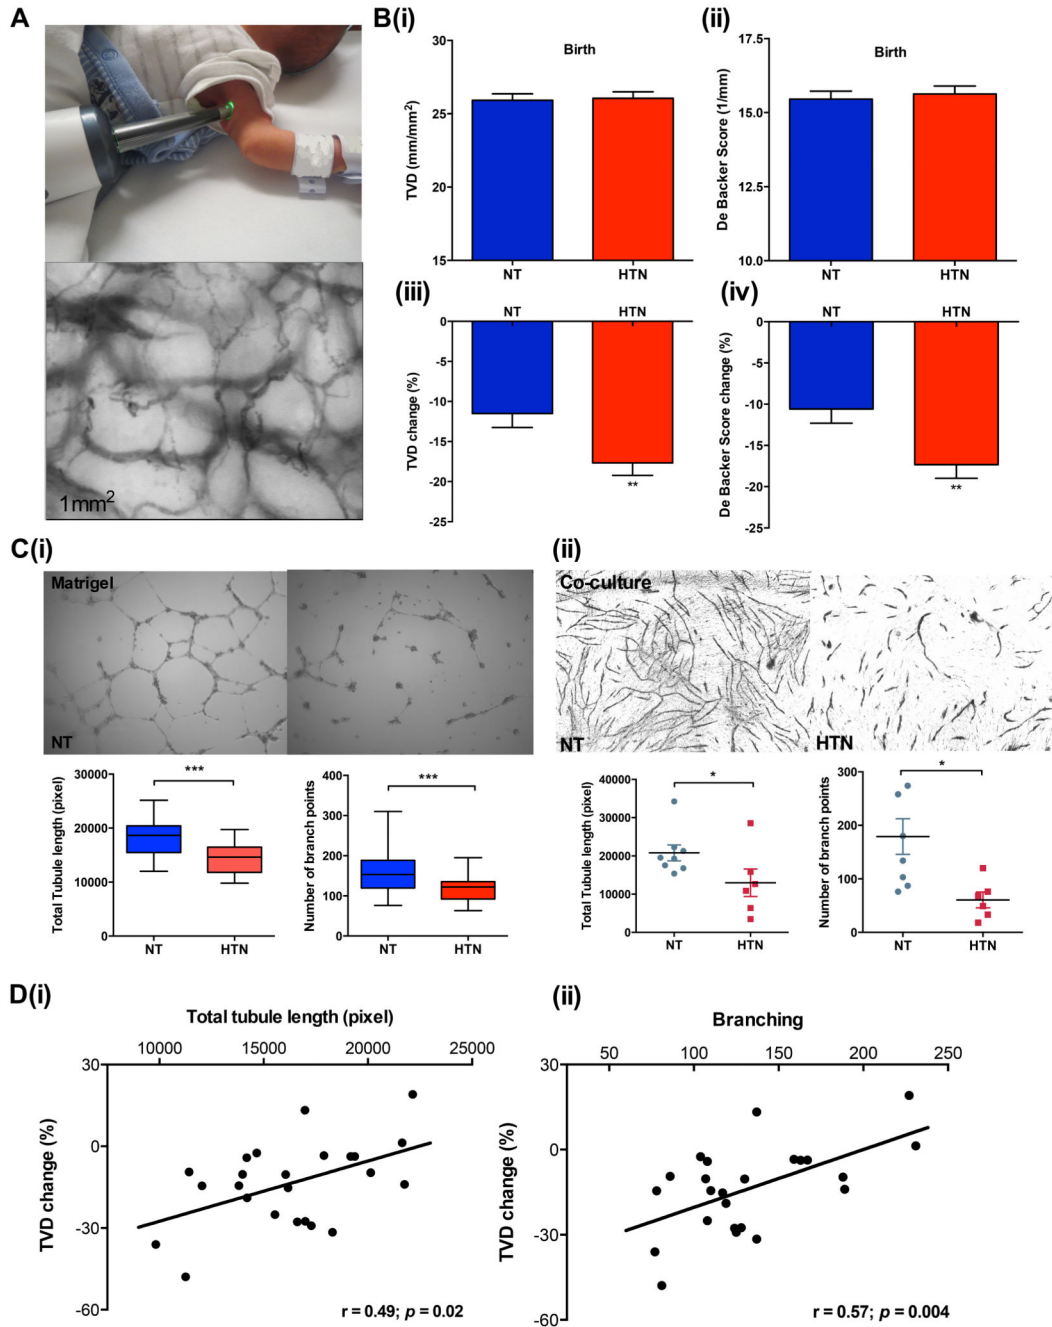 A
B(i)
(ii)
Birth
TVD (mm/mm²)
30
25
20
15
NT
HTN
Birth
De Backer Score (1/mm)
17.5
15.0
12.5
10.0
NT
HTN
(iii)
(iv)
NT
HTN
TVD change (%)
0
-5
-10
-15
-20
-25
**
NT
HTN
De Backer Score change (%)
0
-5
-10
-15
-20
-25
**
1mm²
C(i)
(ii)
Matrigel
NT
Co-culture
NT
HTN
Total Tubule length (pixel)
30000
20000
10000
0
***
NT
HTN
Number of branch points
400
300
200
100
0
***
NT
HTN
Total Tubule length (pixel)
40000
30000
20000
10000
0
*
NT
HTN
Number of branch points
300
200
100
0
*
NT
HTN
D(i)
Total tubule length (pixel)
10000 15000 20000 25000
TVD change (%)
30
0
-30
-60
r = 0.49; p = 0.02
(ii)
Branching
50 100 150 200 250
TVD change (%)
30
0
-30
-60
r = 0.57; p = 0.004